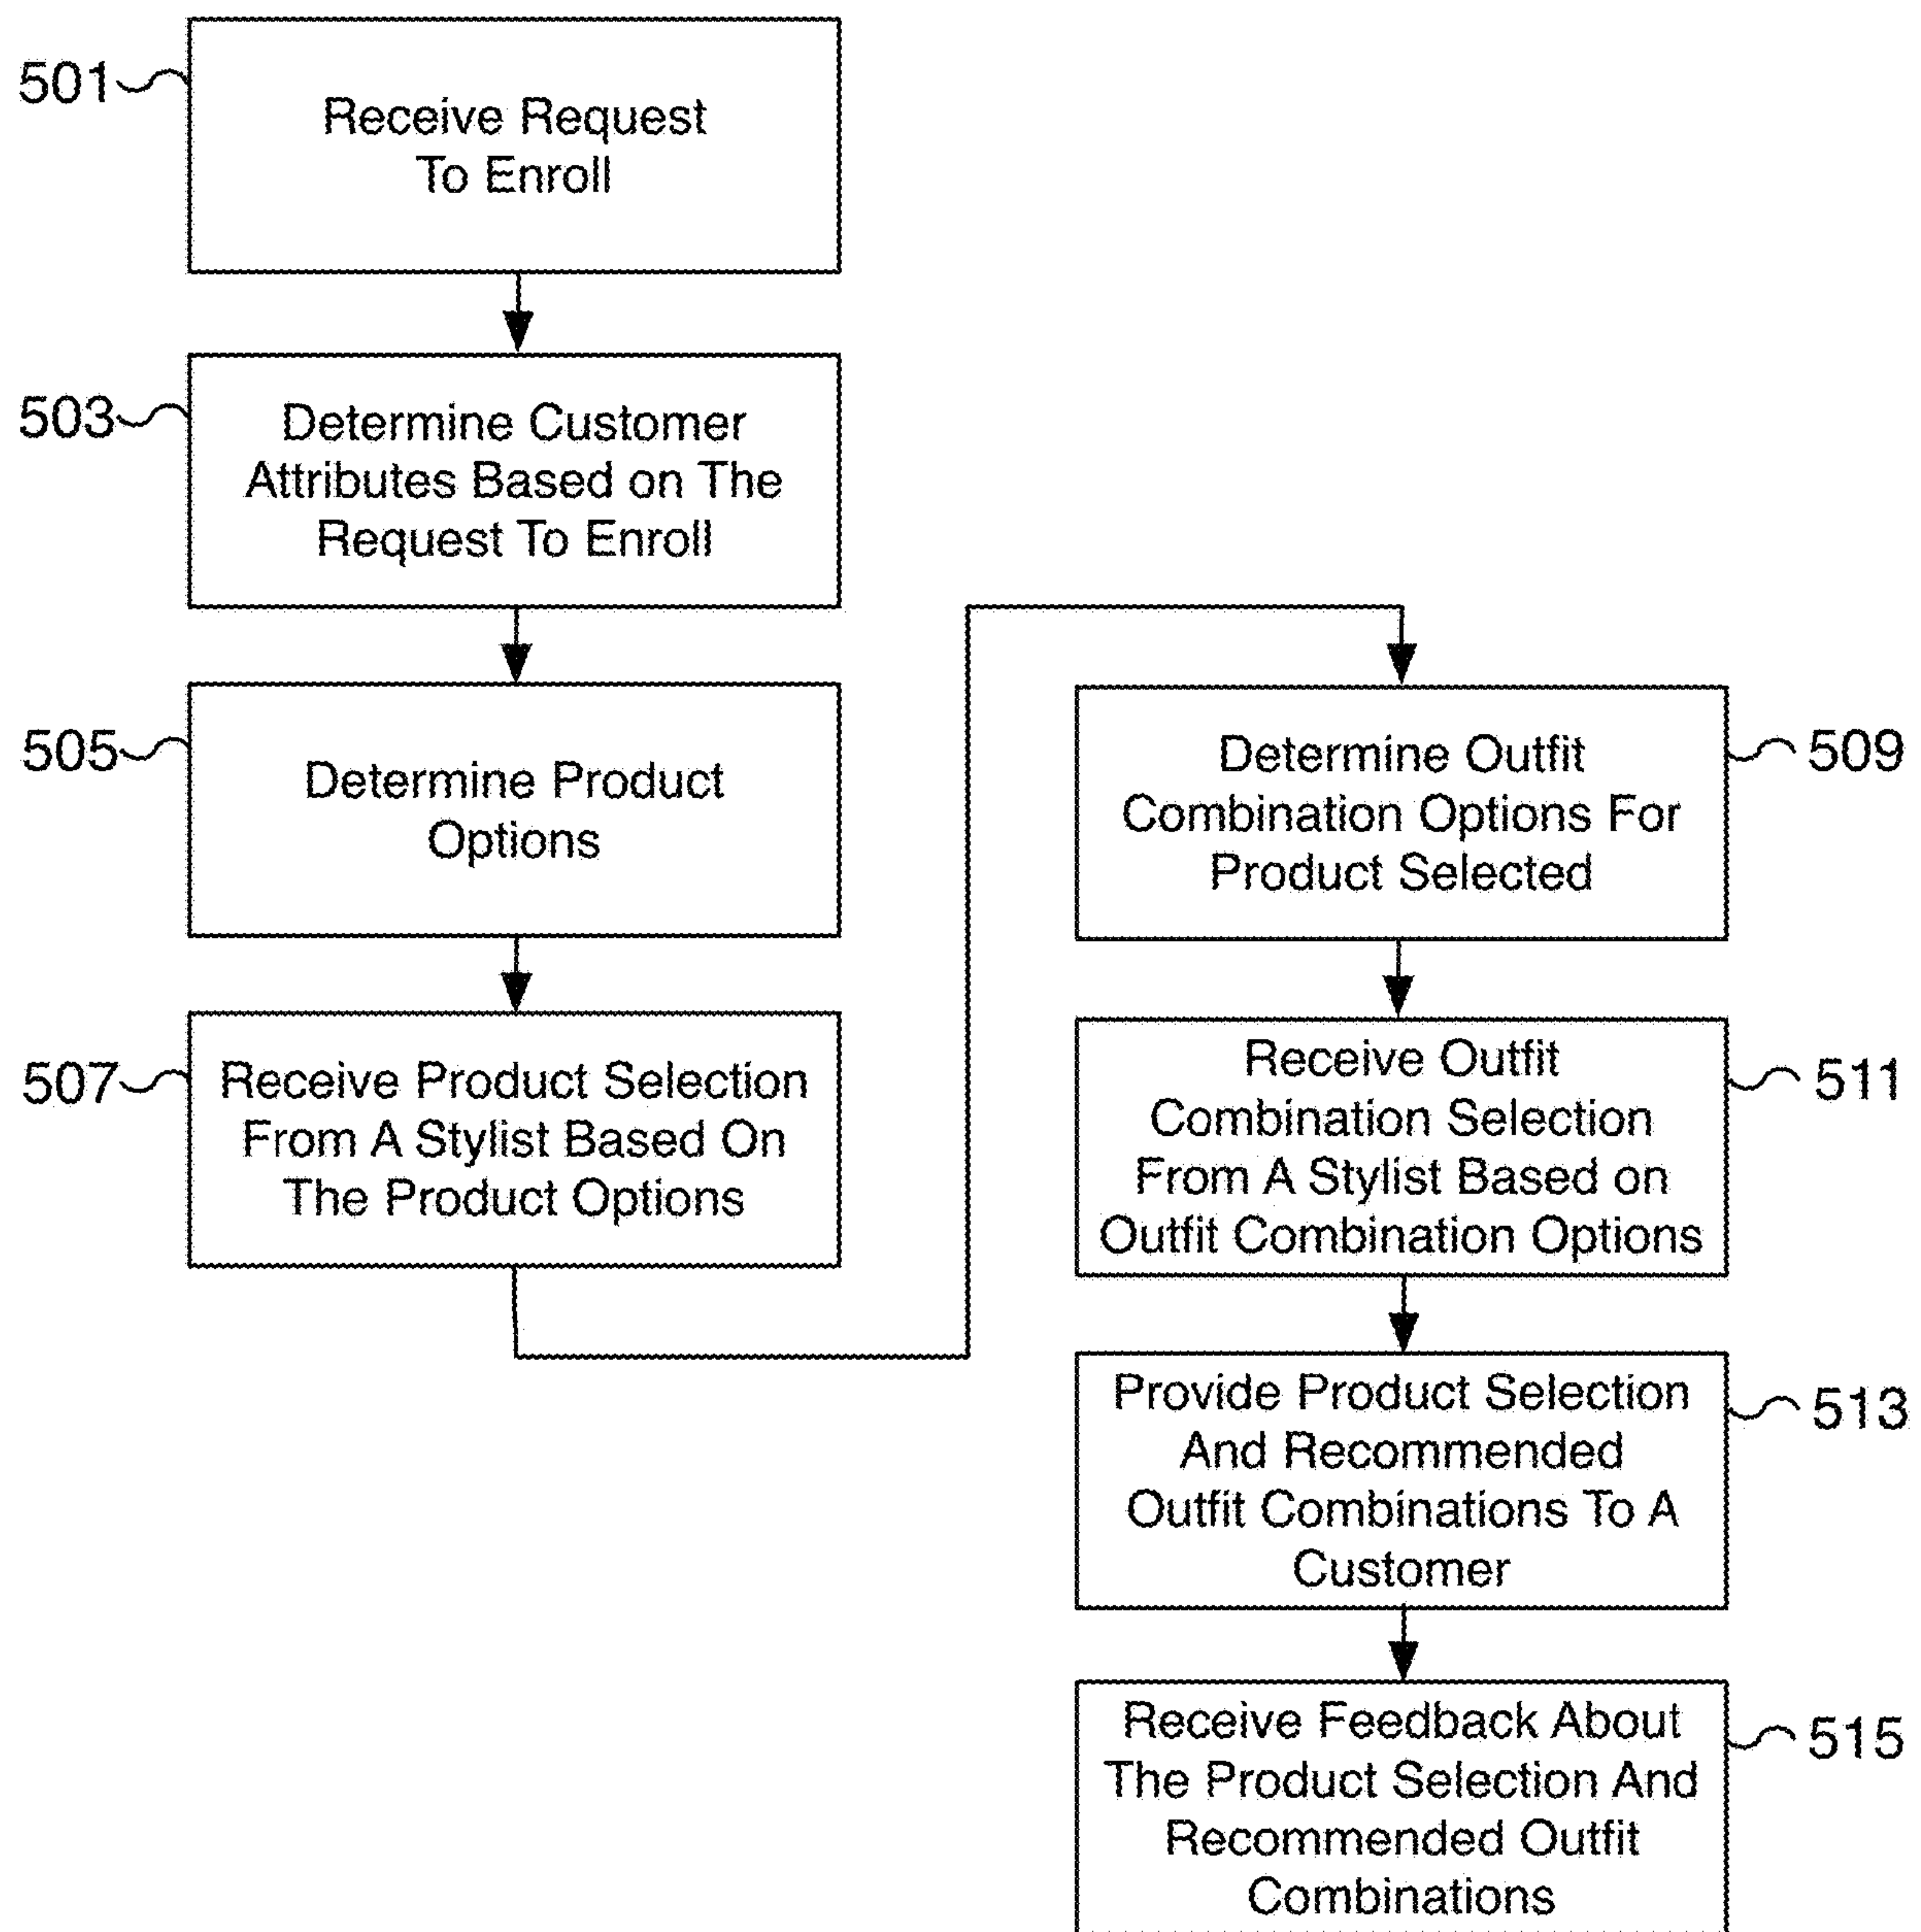 501
Receive Request
To Enroll
503
Determine Customer
Attributes Based on The
Request To Enroll
505
Determine Product
Options
507
Receive Product Selection
From A Stylist Based On
The Product Options
509
Determine Outfit
Combination Options For
Product Selected
511
Receive Outfit
Combination Selection
From A Stylist Based on
Outfit Combination Options
513
Provide Product Selection
And Recommended
Outfit Combinations To A
Customer
515
Receive Feedback About
The Product Selection And
Recommended Outfit
Combinations